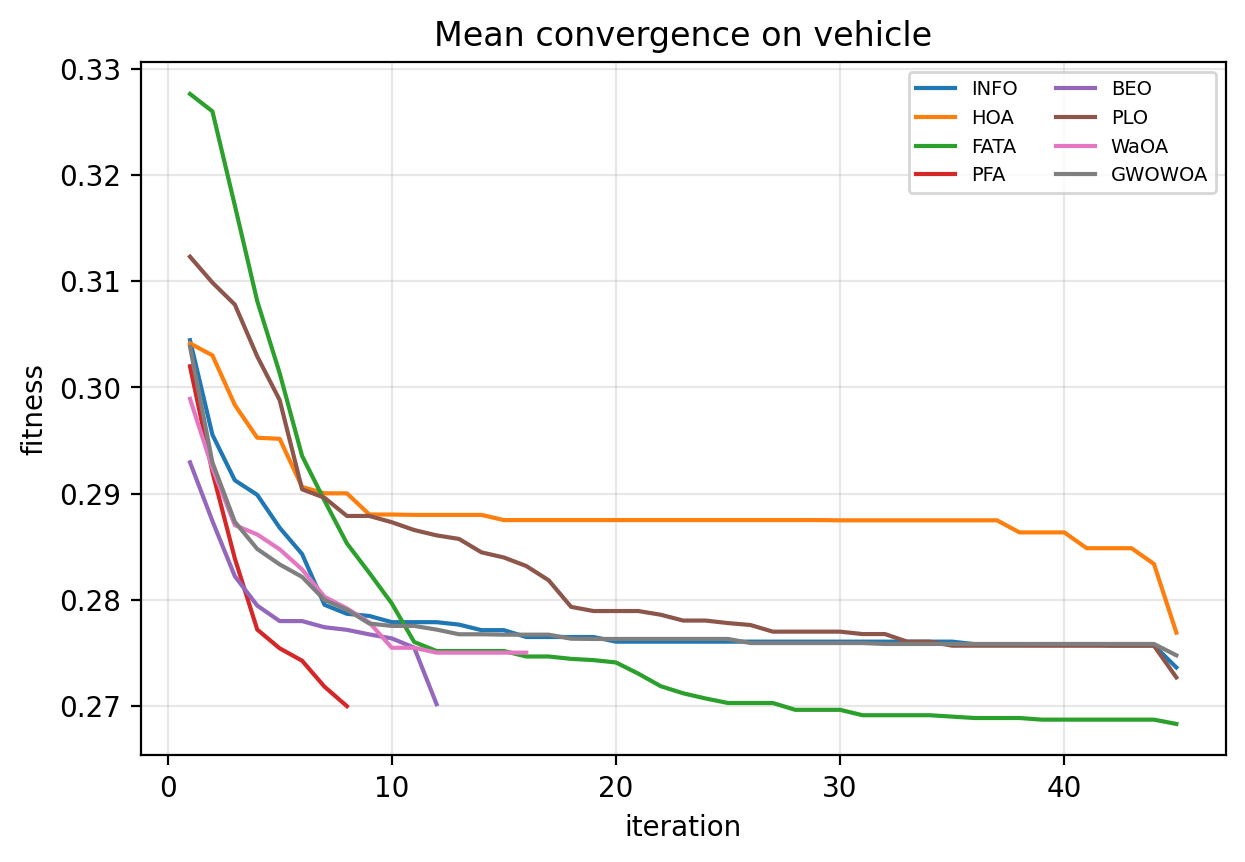 Mean convergence on vehicle
0.33
0.32
0.31
0.30
0.29
0.28
0.27
fitness
INFO
HOA
FATA
PFA
BEO
PLO
WaOA
GWOWOA
0 10 20 30 40
iteration